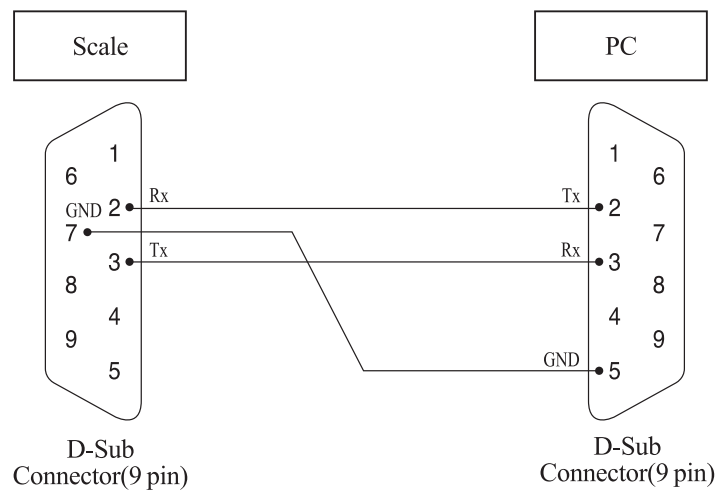 Scale
PC
1
6
2
Rx
GND
7
3
Tx
8
4
9
5
1
6
Tx
2
7
Rx
3
8
4
9
GND
5
D-Sub
Connector(9 pin)
D-Sub
Connector(9 pin)